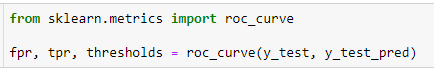 from sklearn.metrics import roc_curve
fpr, tpr, thresholds = roc_curve(y_test, y_test_pred)